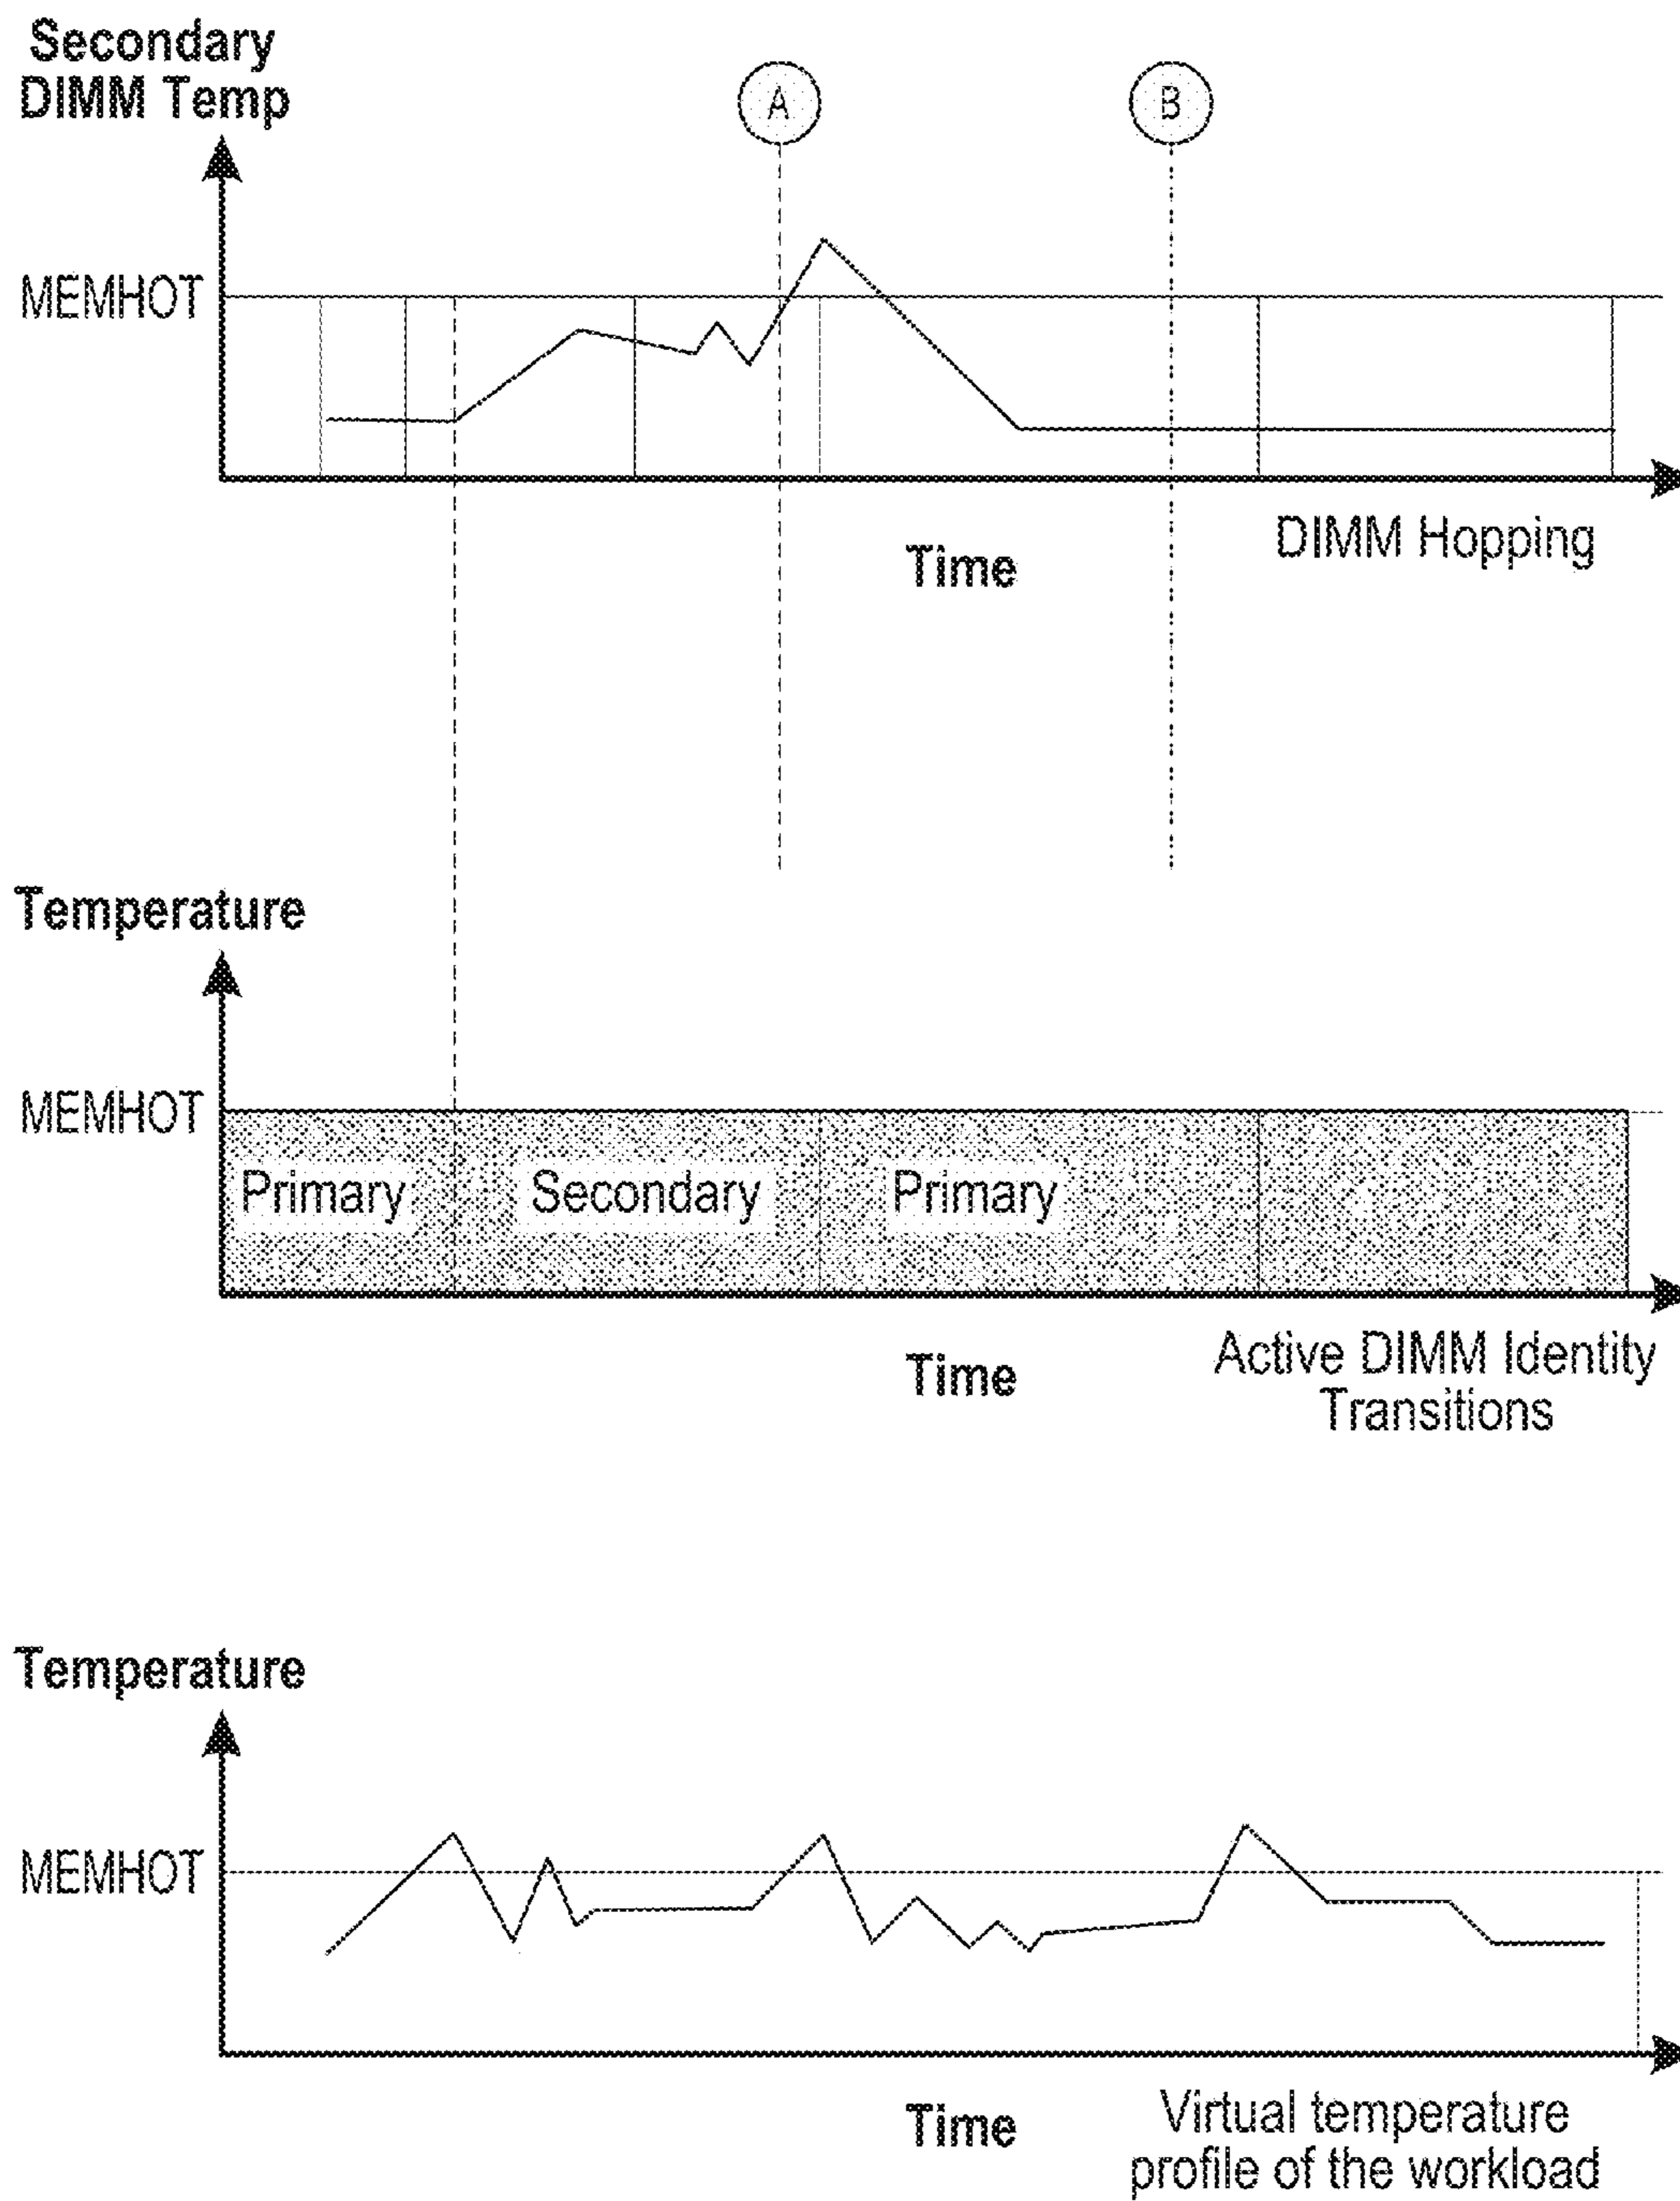 Secondary
DIMM Temp
A
B
MEMHOT
DIMM Hopping
Time
Temperature
MEMHOT
Primary
Secondary
Primary
Time
Active DIMM Identity
Transitions
Temperature
MEMHOT
Time
Virtual temperature
profile of the workload